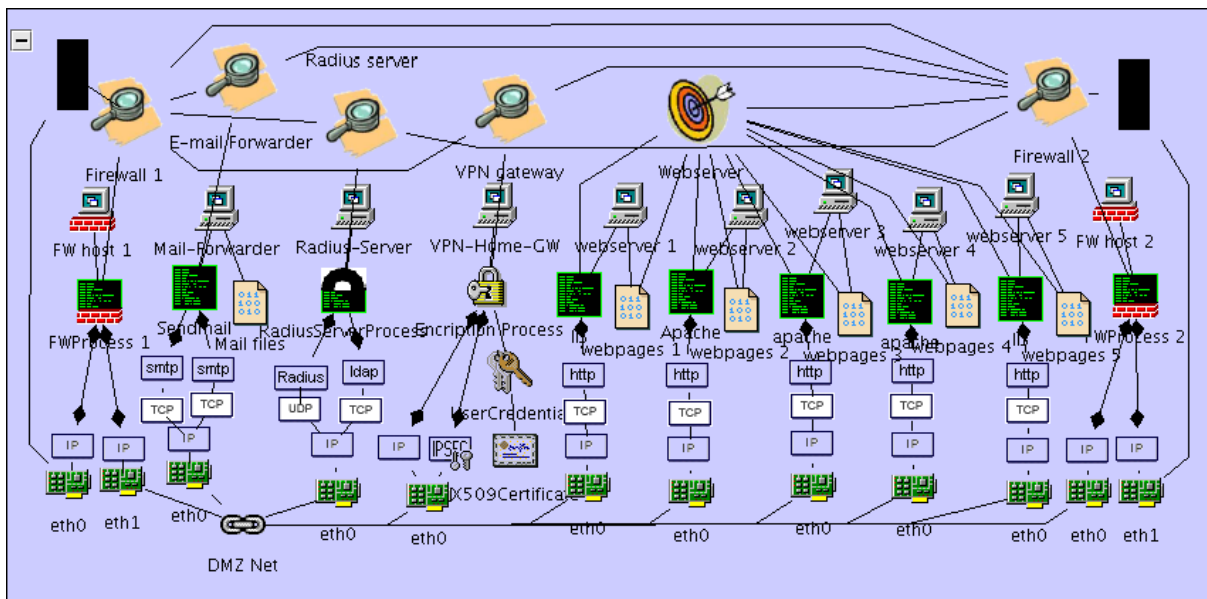 Radius server
E-mail Forwarder
Firewall 1
VPN gateway
Webserver
Firewall 2
FW host 1
Mail-Forwarder
Radius-Server
VPN-Home-GW
webserver 1
webserver 2
webserver 3
webserver 4
webserver 5
FW host 2
FWProcess 1
Sendmail
Mail files
RadiusServerProcess
Encription Process
IIS
webpages 1
Apache
webpages 2
apache
webpages 3
apache
webpages 4
IIS
webpages 5
FWProcess 2
smtp
smtp
Radius
ldap
http
http
http
http
http
TCP
TCP
UDP
TCP
UserCredential
TCP
TCP
TCP
TCP
TCP
IP
IP
IP
IP
IP
IPSEC
IP
IP
IP
IP
IP
IP
IP
X509Certificate
eth0
eth1
eth0
eth0
eth0
eth0
eth0
eth0
eth0
eth0
eth0
eth1
DMZ Net